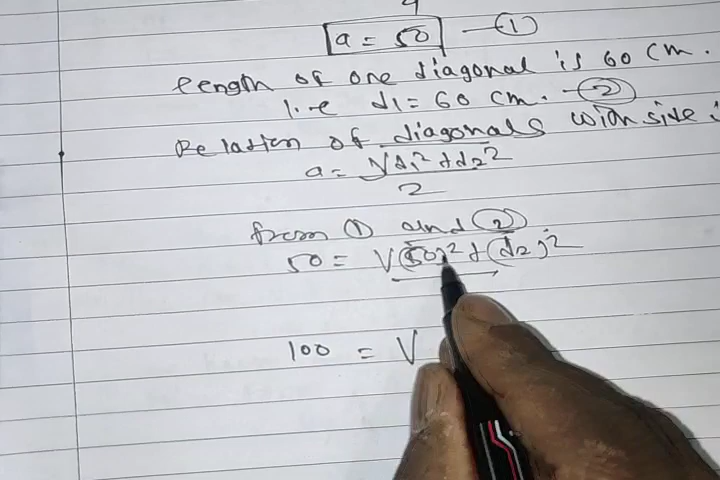 4
a = 50 —①
length of one diagonal is 60 cm.
i.e d1 = 60 cm. —②
Relation of diagonals with side i
a = √d1² + d2² / 2
from ① and ②
50 = √(60)² + (d2)²
100 = √